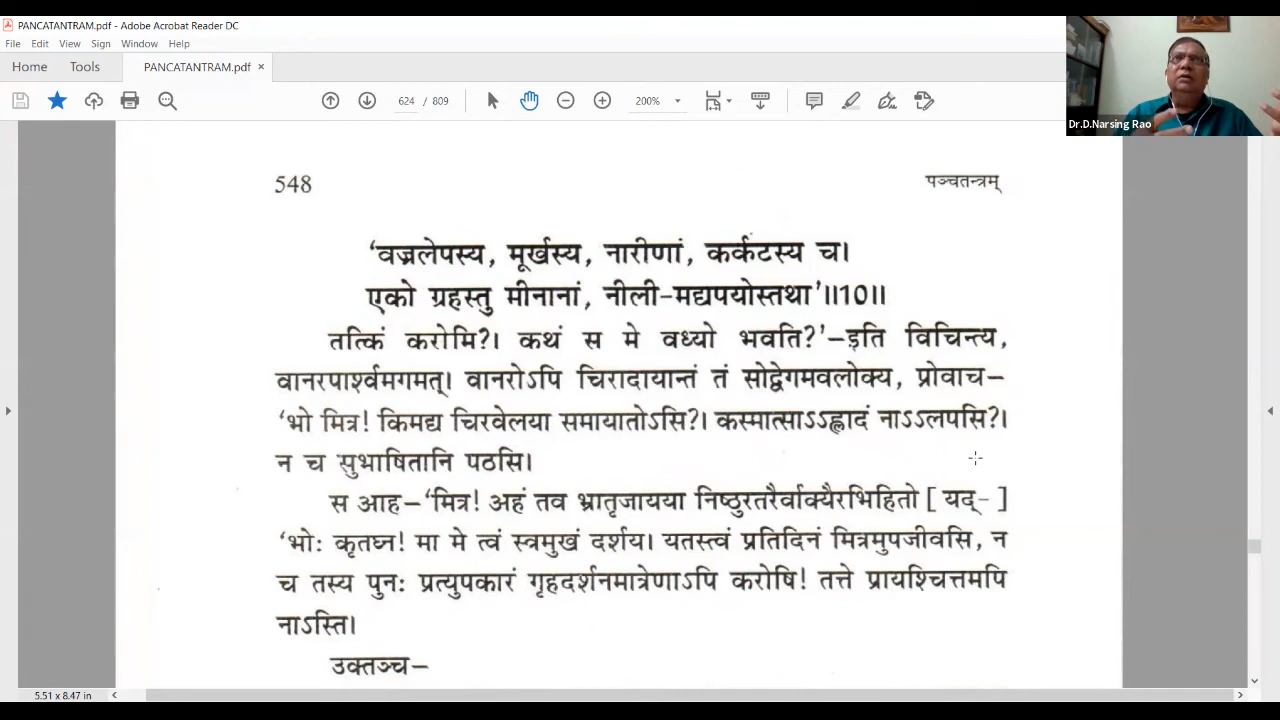 PANCATANTRAM.pdf - Adobe Acrobat Reader DC
File Edit View Sign Window Help
Home Tools PANCATANTRAM.pdf ×
624 / 809 200%
Dr.D.Narsing Rao
548 पञ्चतन्त्रम्
‘वज्रलेपस्य, मूर्खस्य, नारीणां, कर्कटस्य च।
एको ग्रहस्तु मीनानां, नीली-मद्यपयोस्तथा’॥10॥
तत्किं करोमि?। कथं स मे वध्यो भवति?’-इति विचिन्त्य,
वानरपार्श्वमगमत्। वानरोऽपि चिरादायान्तं तं सोद्वेगमवलोक्य, प्रोवाच–
‘भो मित्र! किमद्य चिरवेलया समायातोऽसि?। कस्मात्साऽऽह्लादं नाऽऽलपसि?।
न च सुभाषितानि पठसि।
स आह–‘मित्र! अहं तव भ्रातृजायया निष्ठुरतरैर्वाक्यैरभिहितो [ यद्- ]
‘भोः कृतघ्न! मा मे त्वं स्वमुखं दर्शय। यतस्त्वं प्रतिदिनं मित्रमुपजीवसि, न
च तस्य पुनः प्रत्युपकारं गृहदर्शनमात्रेणाऽपि करोषि! तत्ते प्रायश्चित्तमपि
नाऽस्ति।
उक्तञ्च–
5.51 x 8.47 in